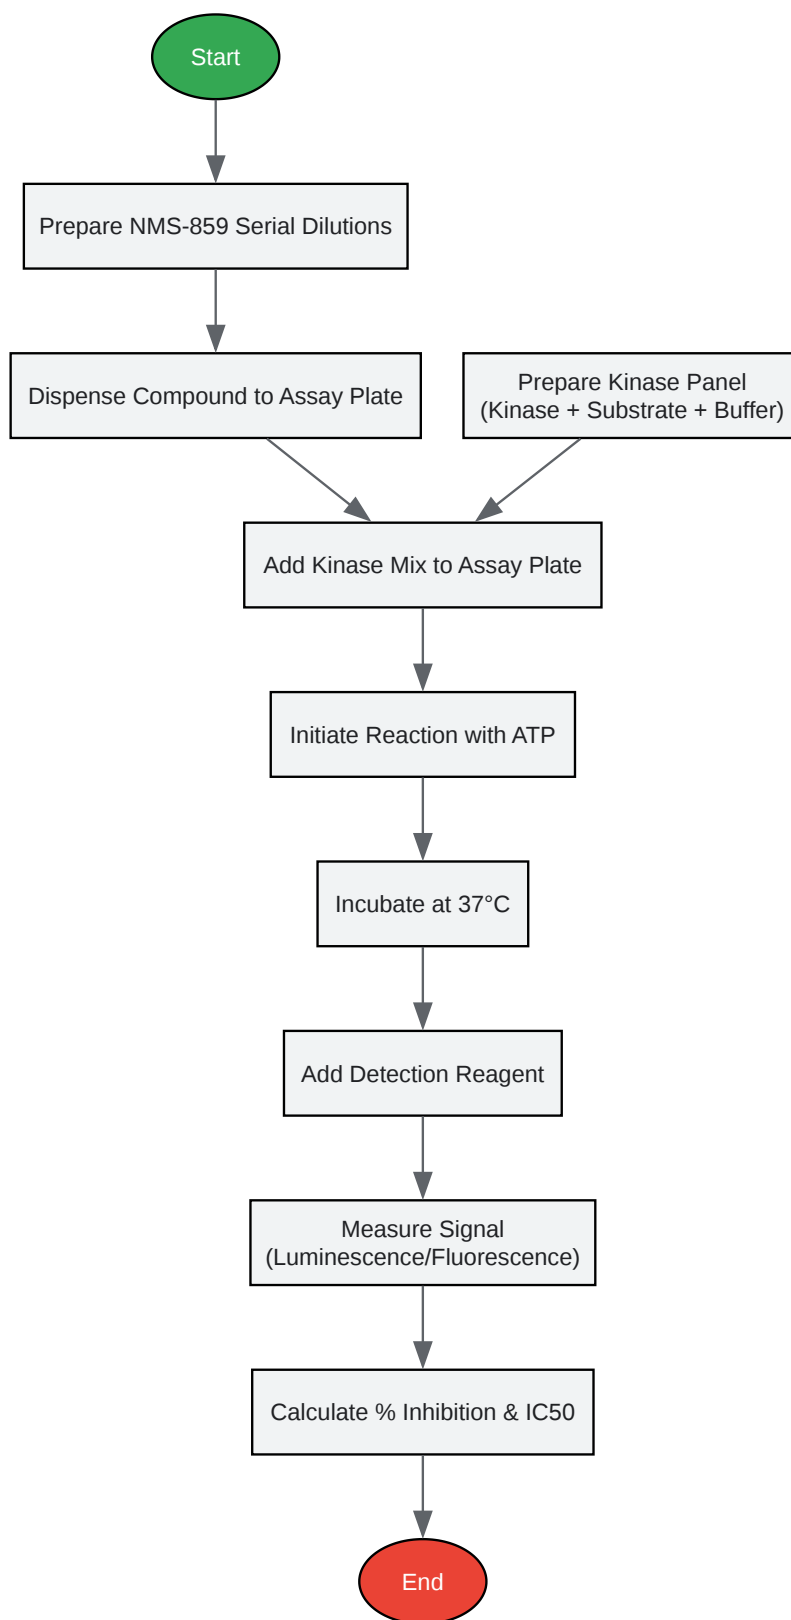 Start
Prepare NMS-859 Serial Dilutions
Dispense Compound to Assay Plate
Prepare Kinase Panel
(Kinase + Substrate + Buffer)
Add Kinase Mix to Assay Plate
Initiate Reaction with ATP
Incubate at 37°C
Add Detection Reagent
Measure Signal
(Luminescence/Fluorescence)
Calculate % Inhibition & IC50
End